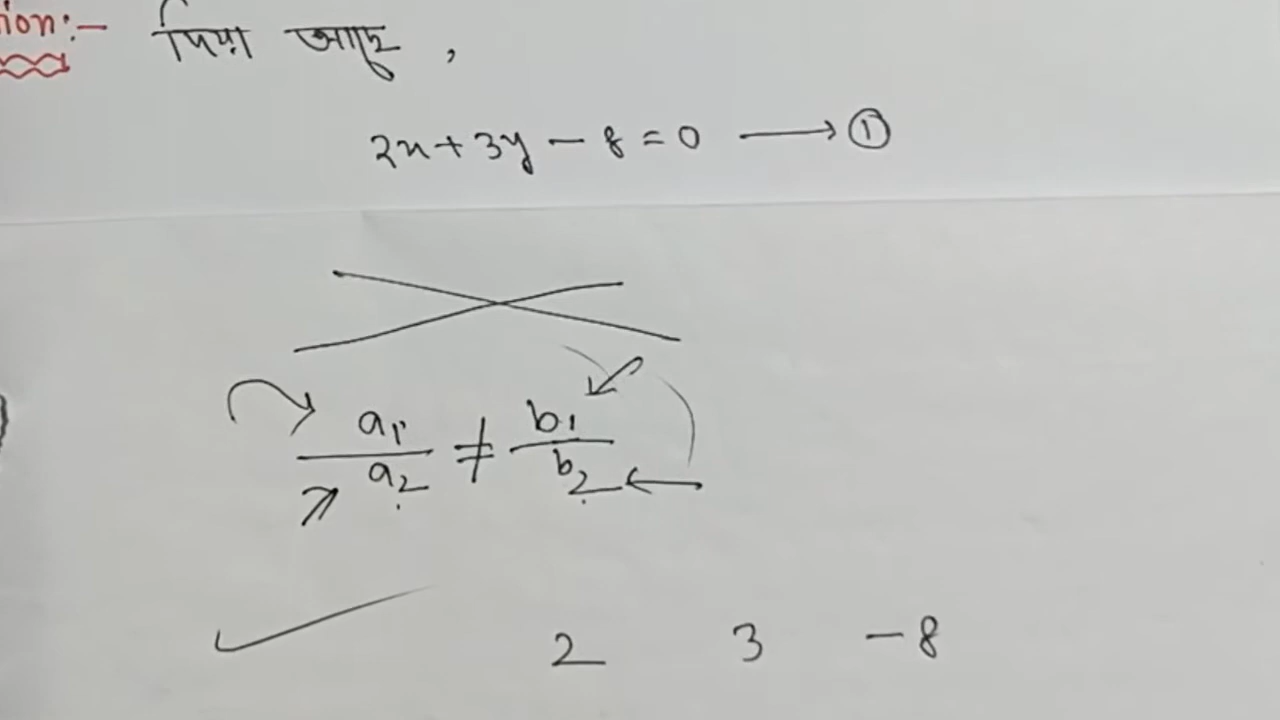 ion:- দিয়া আছে,
2x + 3y - 8 = 0 ⟶ ①
a₁/a₂ ≠ b₁/b₂
2 3 -8